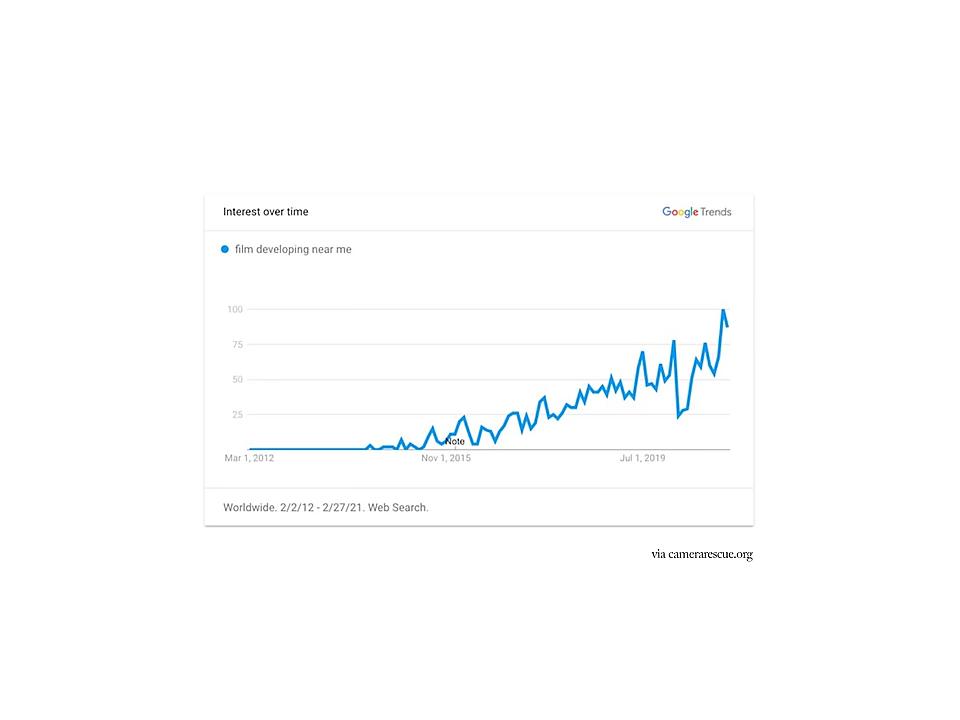 Interest over time
Google Trends
film developing near me
100
75
50
25
Note
Mar 1, 2012
Nov 1, 2015
Jul 1, 2019
Worldwide. 2/2/12 - 2/27/21. Web Search.
via camerarescue.org